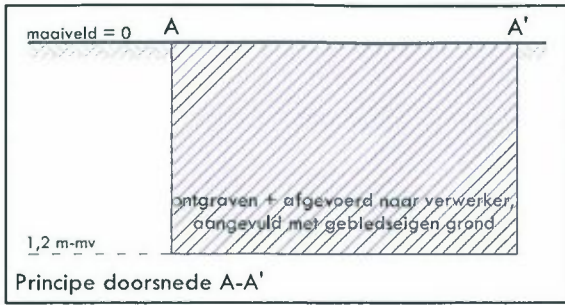 maaiveld = 0
A
A'
ontgraven + afgevoerd naar verwerker,
aangevuld met gebiedseigen grond
1,2 m-mv
Principe doorsnede A-A'